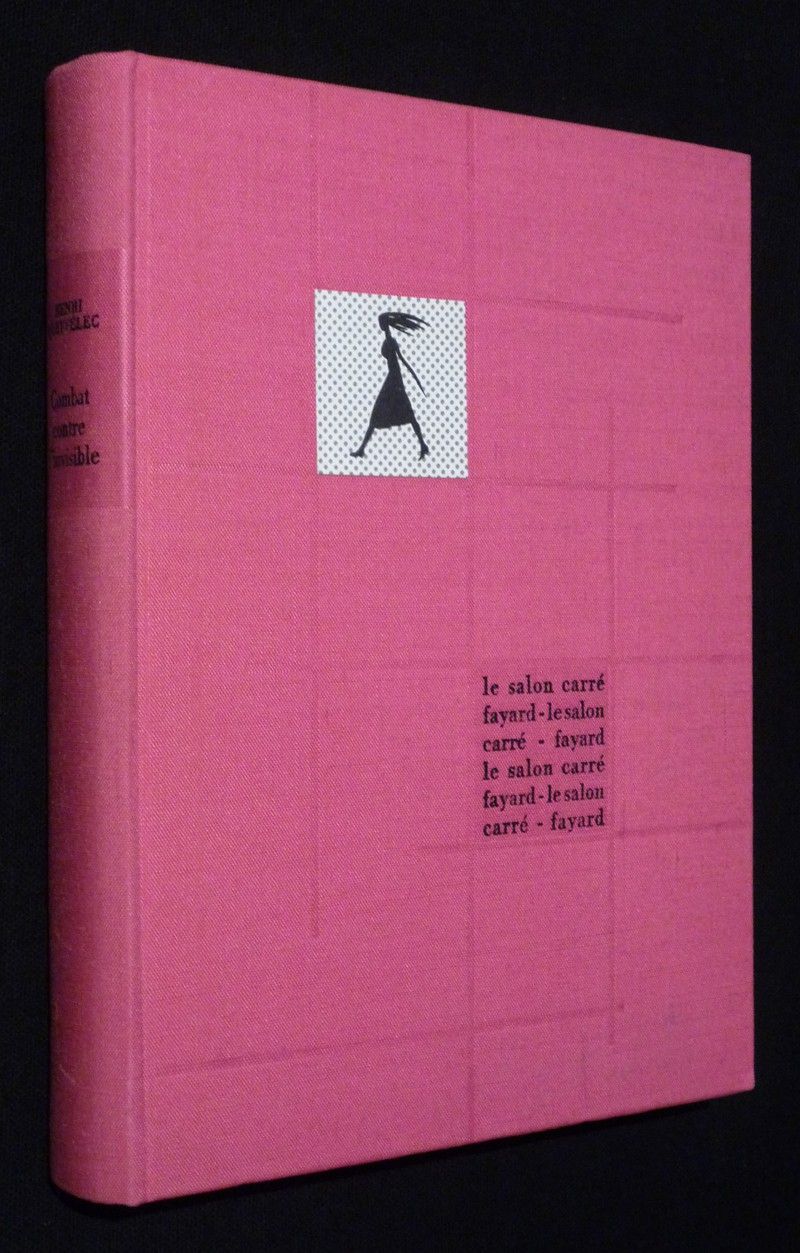 HENRI
Combat
contre
le salon carré
fayard - le salon
carré - fayard
le salon carré
fayard - le salon
carré - fayard